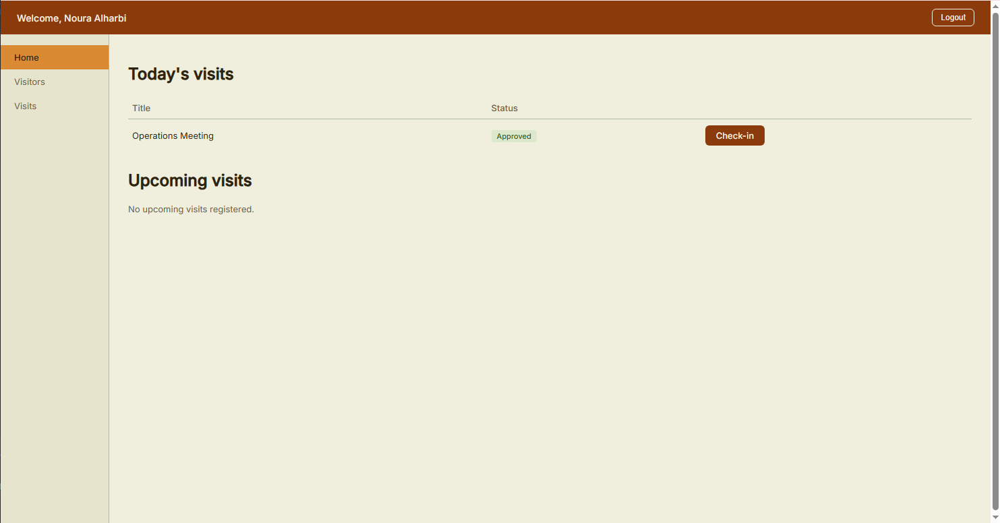 Welcome, Noura Alharbi
Logout
Home
Visitors
Visits
Today's visits
Title Status
Operations Meeting Approved Check-in
Upcoming visits
No upcoming visits registered.